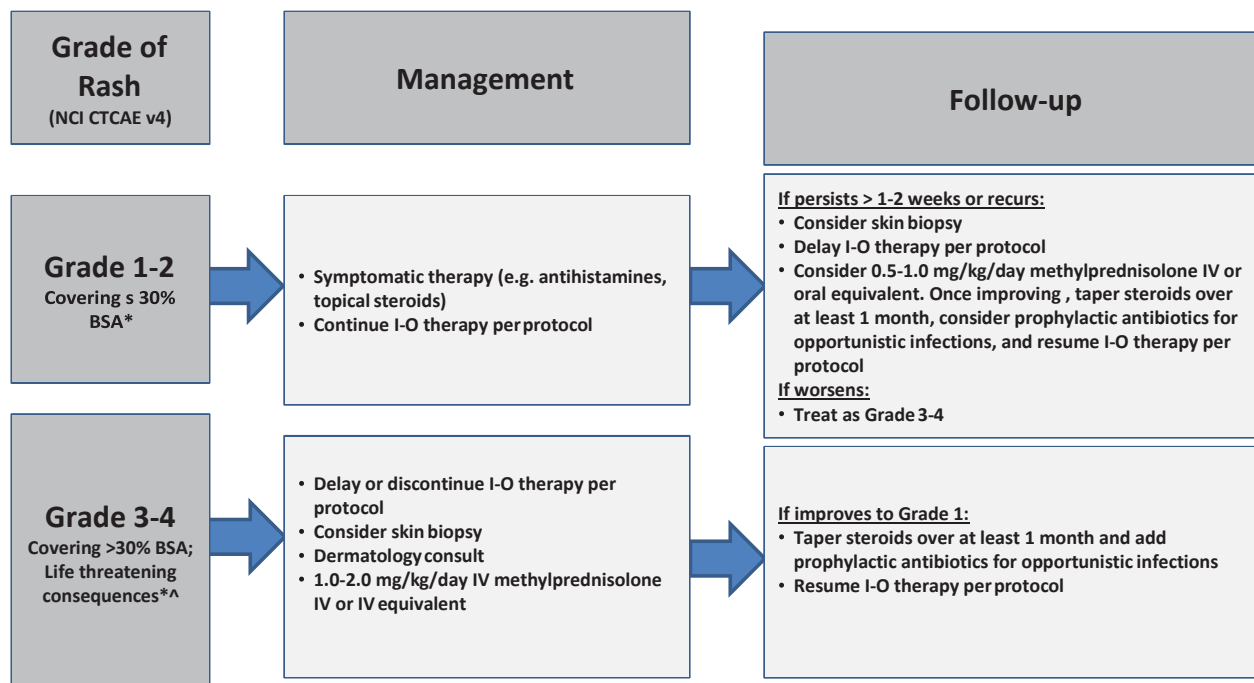 Grade of
Rash
(NCI CTCAE v4)
Management
Follow-up
Grade 1-2
Covering s 30%
BSA*
• Symptomatic therapy (e.g. antihistamines,
topical steroids)
• Continue I-O therapy per protocol
If persists > 1-2 weeks or recurs:
• Consider skin biopsy
• Delay I-O therapy per protocol
• Consider 0.5-1.0 mg/kg/day methylprednisolone IV or
oral equivalent. Once improving , taper steroids over
at least 1 month, consider prophylactic antibiotics for
opportunistic infections, and resume I-O therapy per
protocol
If worsens:
• Treat as Grade 3-4
Grade 3-4
Covering >30% BSA;
Life threatening
consequences*^
• Delay or discontinue I-O therapy per
protocol
• Consider skin biopsy
• Dermatology consult
• 1.0-2.0 mg/kg/day IV methylprednisolone
IV or IV equivalent
If improves to Grade 1:
• Taper steroids over at least 1 month and add
prophylactic antibiotics for opportunistic infections
• Resume I-O therapy per protocol